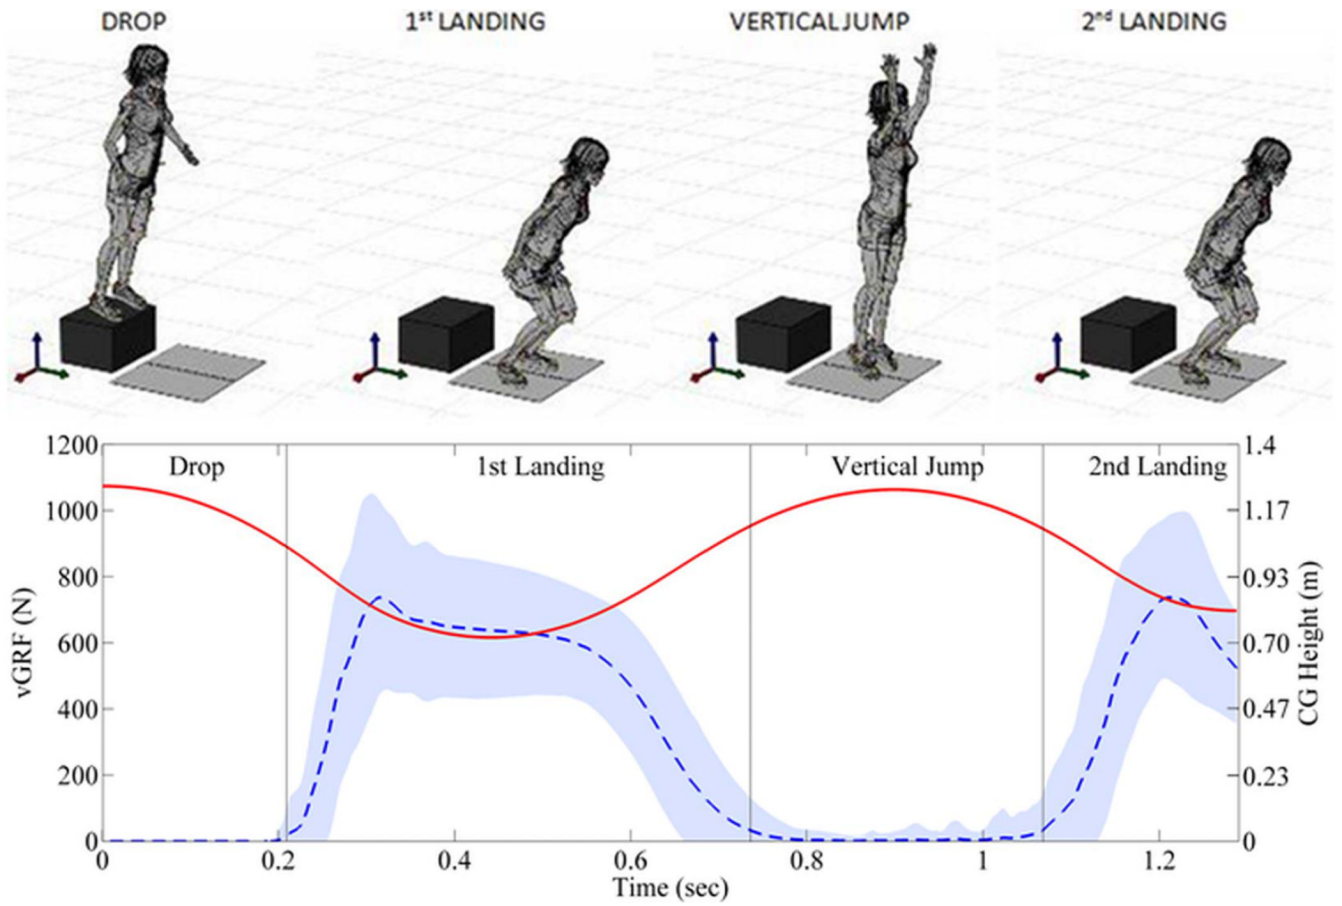 DROP
1st LANDING
VERTICAL JUMP
2nd LANDING
1200
1000
800
600
400
200
0
vGRF (N)
Drop
1st Landing
Vertical Jump
2nd Landing
1.4
1.17
0.93
0.70
0.47
0.23
0
CG Height (m)
0 0.2 0.4 0.6 0.8 1 1.2
Time (sec)